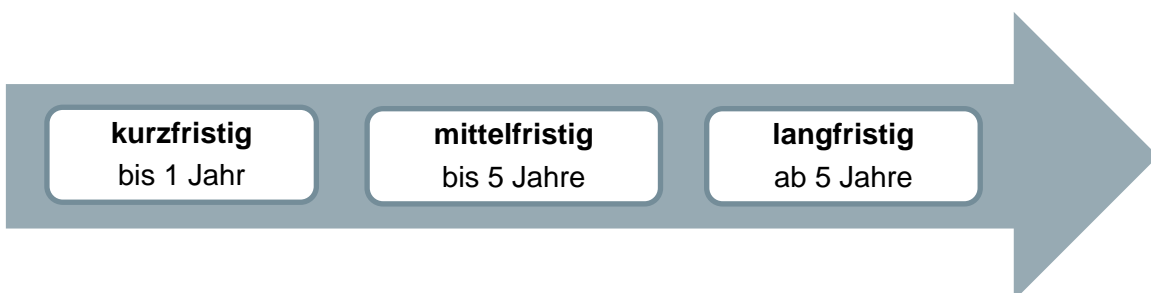 kurzfristig
bis 1 Jahr
mittelfristig
bis 5 Jahre
langfristig
ab 5 Jahre